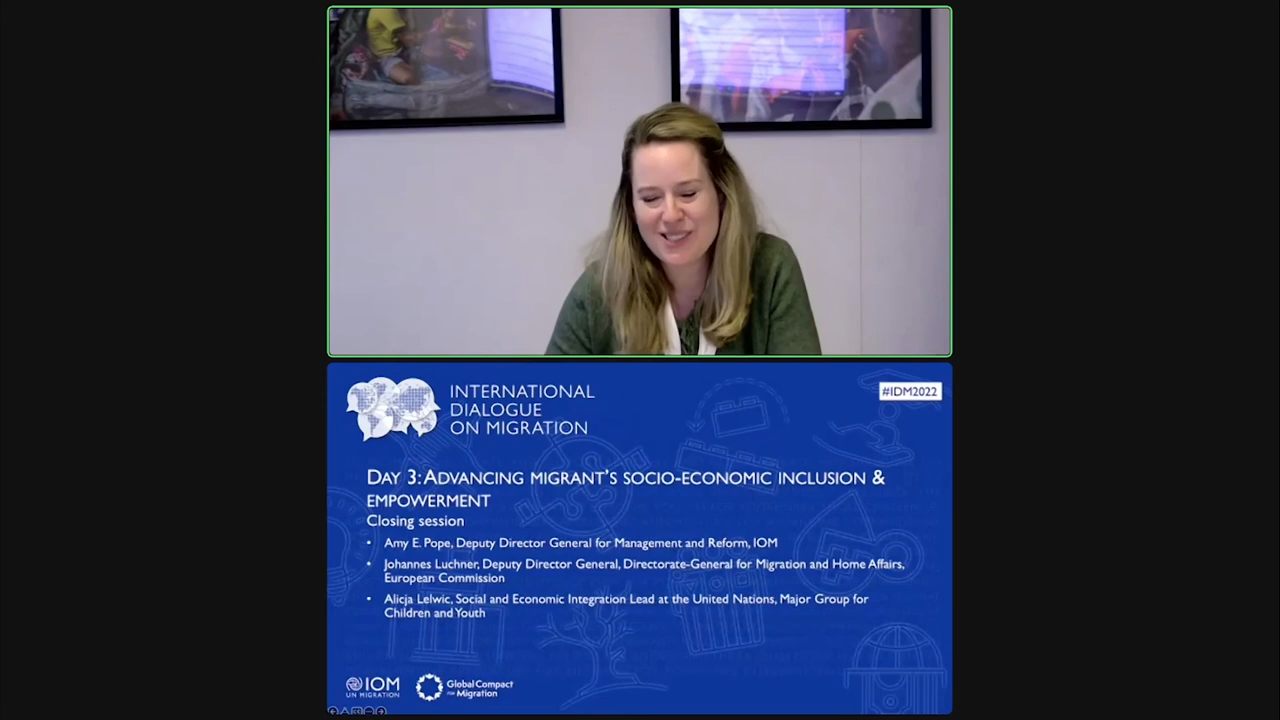 INTERNATIONAL
DIALOGUE
ON MIGRATION
#IDM2022
DAY 3: ADVANCING MIGRANT'S SOCIO-ECONOMIC INCLUSION &
EMPOWERMENT
Closing session
• Amy E. Pope, Deputy Director General for Management and Reform, IOM
• Johannes Luchner, Deputy Director General, Directorate-General for Migration and Home Affairs,
European Commission
• Alicja Lelwic, Social and Economic Integration Lead at the United Nations, Major Group for
Children and Youth
IOM
UN MIGRATION
Global Compact
FOR Migration